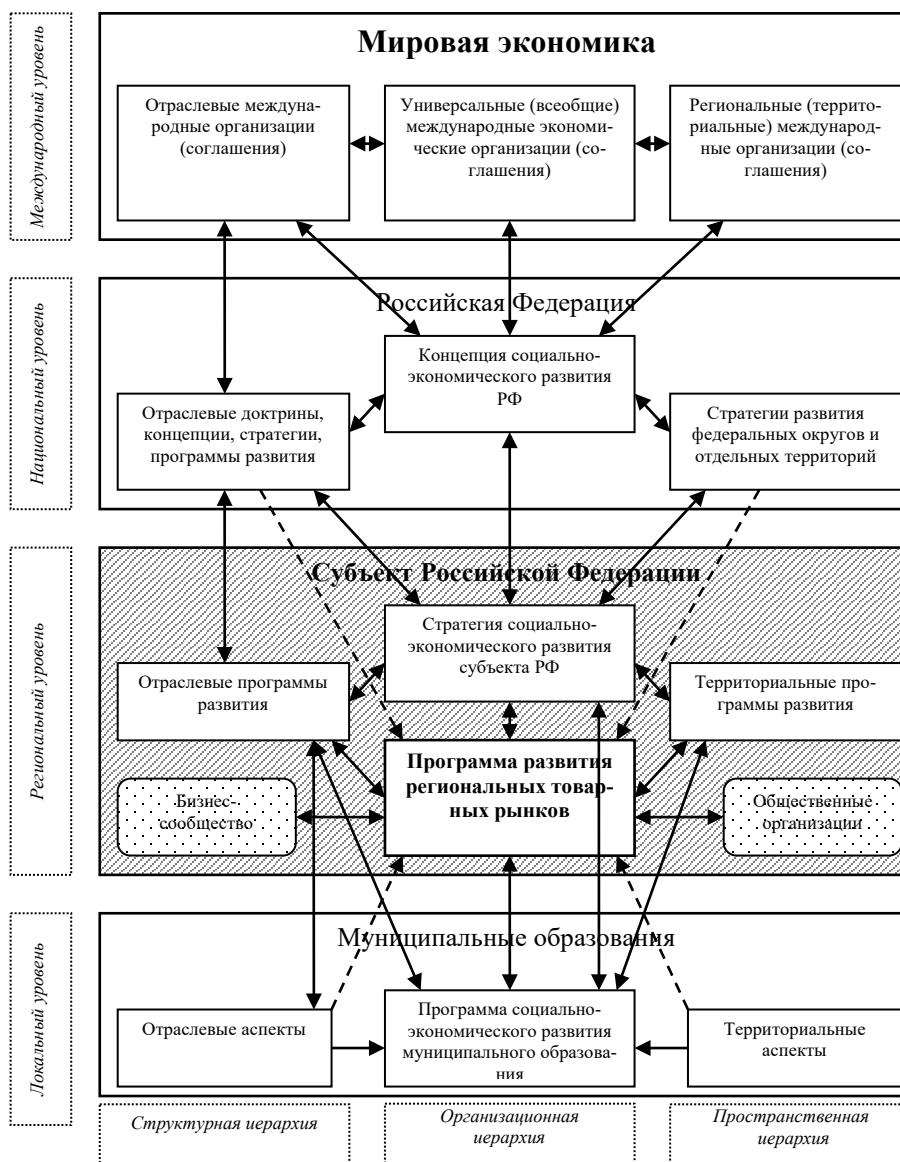 Международный уровень
Мировая экономика
Отраслевые междуна-
родные организации
(соглашения)
Универсальные (всеобщие)
международные экономи-
ческие организации (со-
глашения)
Региональные (террито-
риальные) международ-
ные организации (со-
глашения)
Национальный уровень
Российская Федерация
Концепция социально-
экономического развития
РФ
Отраслевые доктрины,
концепции, стратегии,
программы развития
Стратегии развития
федеральных округов и
отдельных территорий
Региональный уровень
Субъект Российской Федерации
Стратегия социально-
экономического развития
субъекта РФ
Отраслевые программы
развития
Территориальные про-
граммы развития
Программа развития
региональных товар-
ных рынков
Бизнес-
сообщество
Общественные
организации
Локальный уровень
Муниципальные образования
Отраслевые аспекты
Программа социально-
экономического развития
муниципального образова-
ния
Территориальные
аспекты
Структурная иерархия
Организационная
иерархия
Пространственная
иерархия